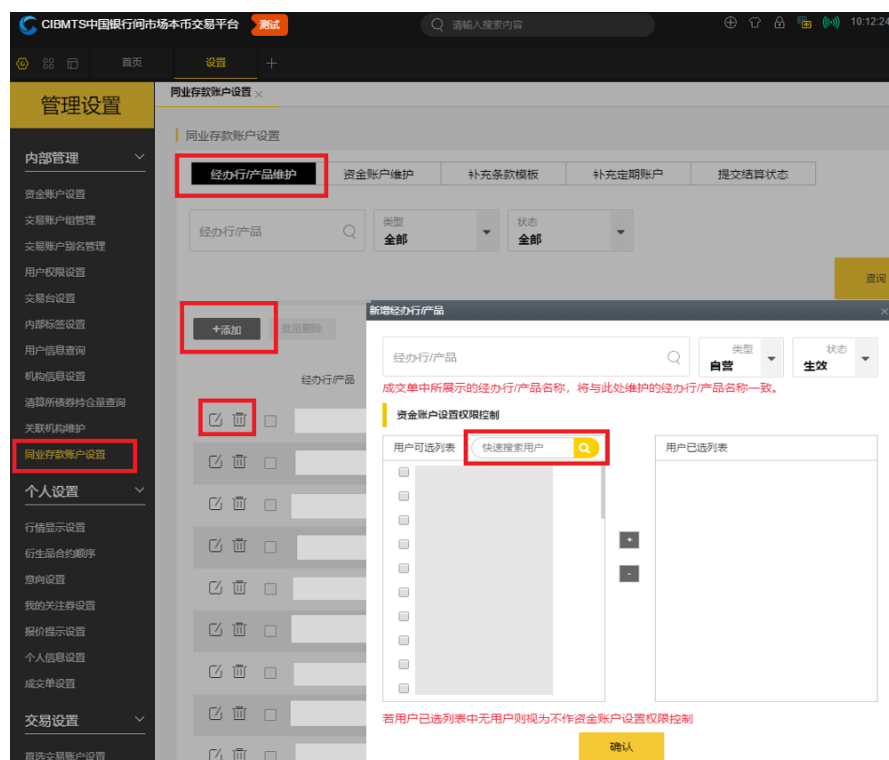 CIBMTS中国银行间市场本币交易平台 测试 请输入搜索内容 10:12:24
首页 设置
管理设置
同业存款账户设置
同业存款账户设置
内部管理
经办行/产品维护 资金账户维护 补充条款模板 补充定期账户 提交结算状态
资金账户设置
交易账户组管理
交易账户别名管理
用户权限设置
交易台设置
内部标签设置
用户信息查询
机构信息设置
清算所债券持仓量查询
关联机构维护
同业存款账户设置
个人设置
行情显示设置
衍生品合约顺序
意向设置
我的关注券设置
报价提示设置
个人信息设置
成交单设置
交易设置
首选交易账户设置
经办行/产品
类型
全部
状态
全部
查询
+添加 批量删除
经办行/产品
新增经办行/产品
经办行/产品
类型
自营
状态
生效
成交单中所展示的经办行/产品名称，将与此处维护的经办行/产品名称一致。
资金账户设置权限控制
用户可选列表 快速搜索用户 用户已选列表
+
-
若用户已选列表中无用户则视为不作资金账户设置权限控制
确认